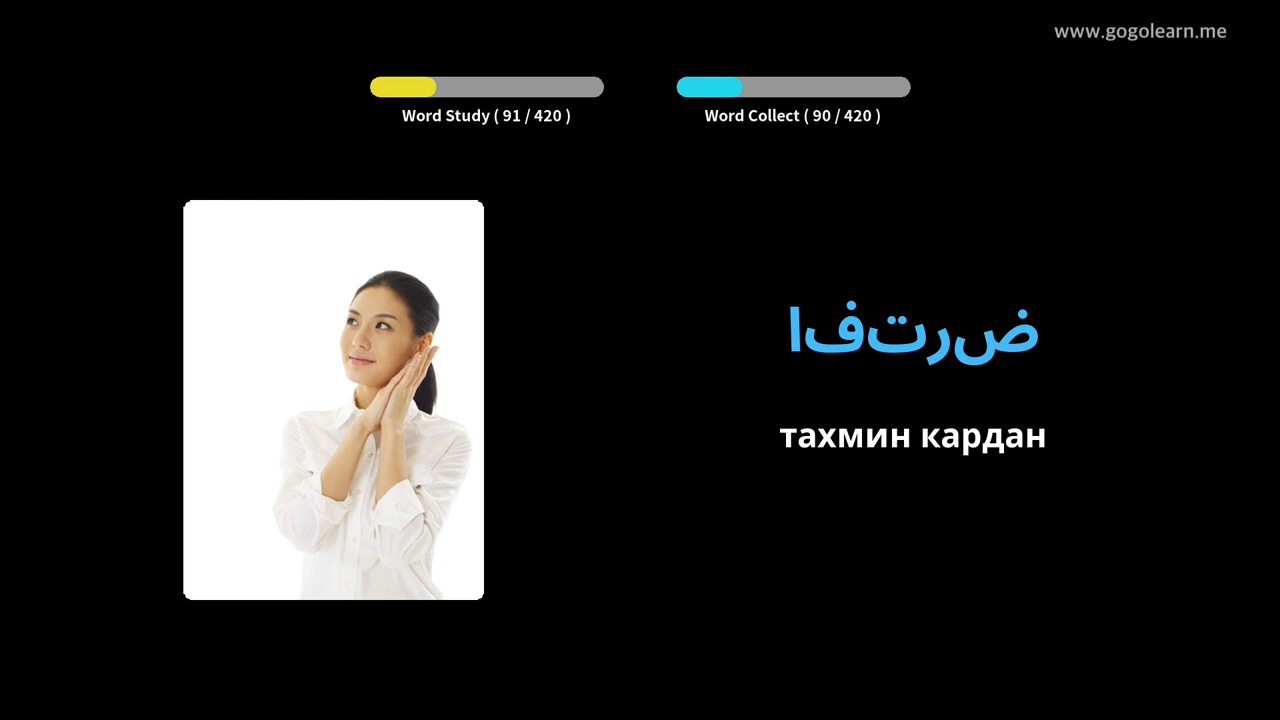 www.gogolearn.me
Word Study ( 91 / 420 )
Word Collect ( 90 / 420 )
افترض
тахмин кардан